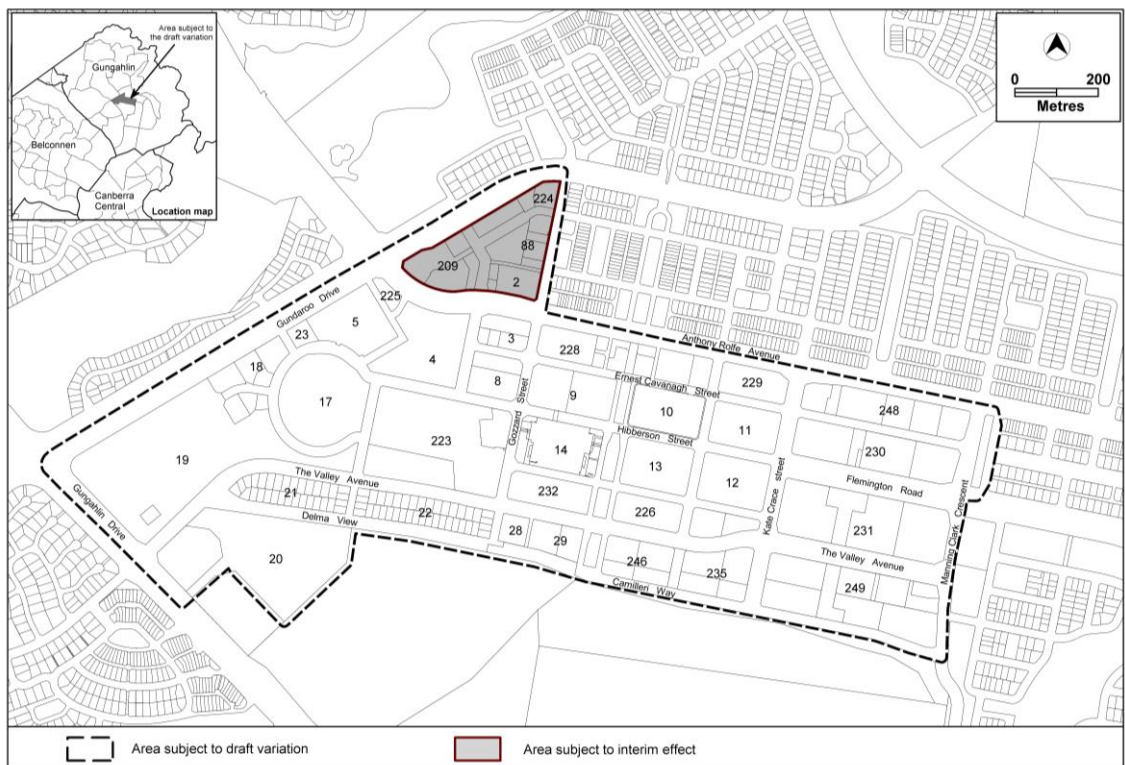 Area subject to
the draft variation
Gungahlin
Belconnen
Canberra
Central
Location map
0 200
Metres
224
88
209
2
225
Gundaroo Drive
5
23
3
228
Anthony Rolfe Avenue
18
4
8
9
Ernest Cavanagh Street
229
17
10
248
Gozzard Street
Hibberson Street
11
223
14
230
19
13
12
Flemington Road
The Valley Avenue
21
22
232
226
Kate Crace street
231
Manning Clark Crescent
Gungahlin Drive
Delma View
20
28
29
246
235
The Valley Avenue
249
Camilleri Way
Area subject to draft variation
Area subject to interim effect